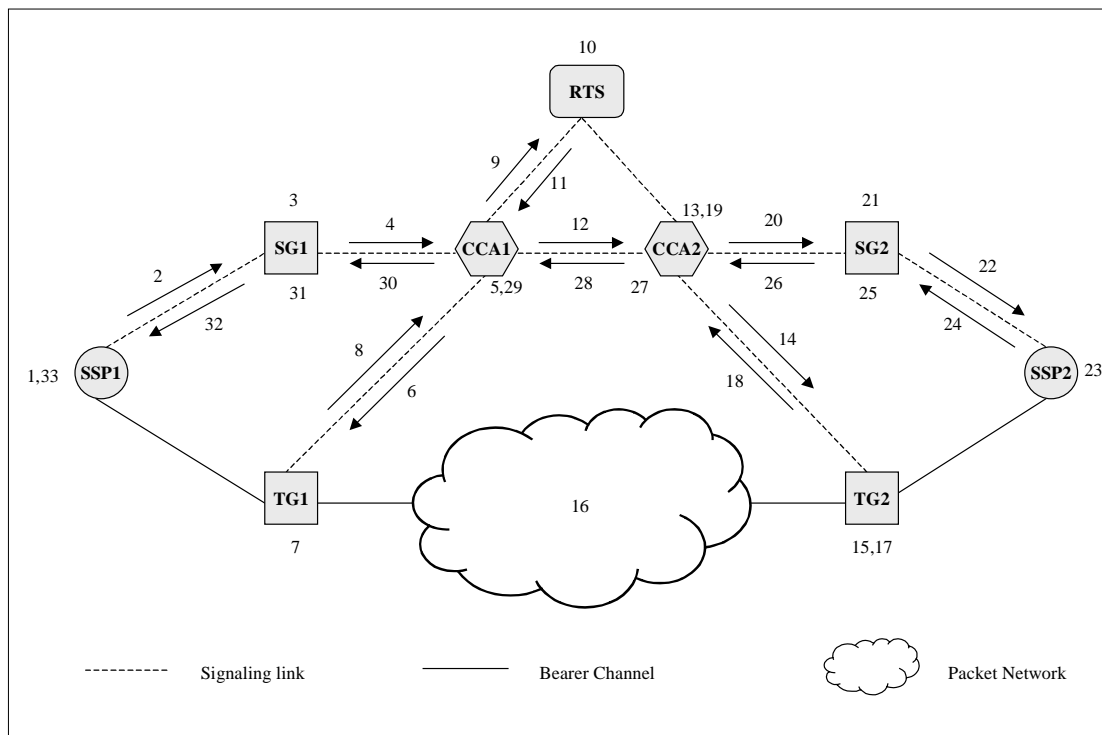 10
RTS
9
11
3
4
12
13,19
20
21
SG1
CCA1
CCA2
SG2
2
22
31
30
5,29
28
27
26
25
32
24
8
14
1,33
SSP1
6
18
SSP2
23
TG1
16
TG2
7
15,17
Signaling link
Bearer Channel
Packet Network